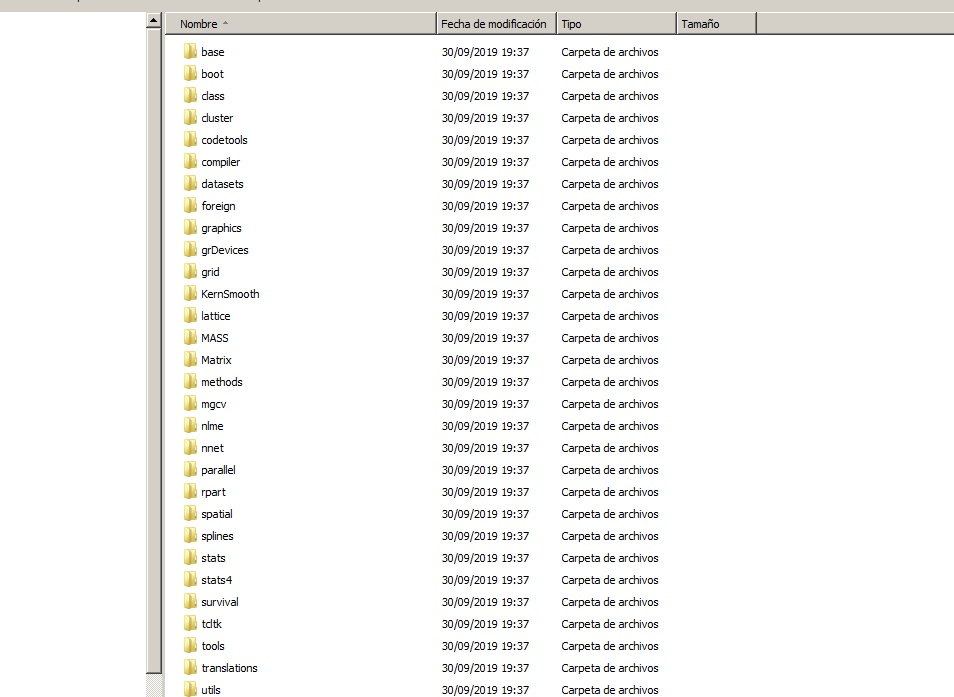 Nombre Fecha de modificación Tipo Tamaño
base 30/09/2019 19:37 Carpeta de archivos
boot 30/09/2019 19:37 Carpeta de archivos
class 30/09/2019 19:37 Carpeta de archivos
cluster 30/09/2019 19:37 Carpeta de archivos
codetools 30/09/2019 19:37 Carpeta de archivos
compiler 30/09/2019 19:37 Carpeta de archivos
datasets 30/09/2019 19:37 Carpeta de archivos
foreign 30/09/2019 19:37 Carpeta de archivos
graphics 30/09/2019 19:37 Carpeta de archivos
grDevices 30/09/2019 19:37 Carpeta de archivos
grid 30/09/2019 19:37 Carpeta de archivos
KernSmooth 30/09/2019 19:37 Carpeta de archivos
lattice 30/09/2019 19:37 Carpeta de archivos
MASS 30/09/2019 19:37 Carpeta de archivos
Matrix 30/09/2019 19:37 Carpeta de archivos
methods 30/09/2019 19:37 Carpeta de archivos
mgcv 30/09/2019 19:37 Carpeta de archivos
nlme 30/09/2019 19:37 Carpeta de archivos
nnet 30/09/2019 19:37 Carpeta de archivos
parallel 30/09/2019 19:37 Carpeta de archivos
rpart 30/09/2019 19:37 Carpeta de archivos
spatial 30/09/2019 19:37 Carpeta de archivos
splines 30/09/2019 19:37 Carpeta de archivos
stats 30/09/2019 19:37 Carpeta de archivos
stats4 30/09/2019 19:37 Carpeta de archivos
survival 30/09/2019 19:37 Carpeta de archivos
tcltk 30/09/2019 19:37 Carpeta de archivos
tools 30/09/2019 19:37 Carpeta de archivos
translations 30/09/2019 19:37 Carpeta de archivos
utils 30/09/2019 19:37 Carpeta de archivos